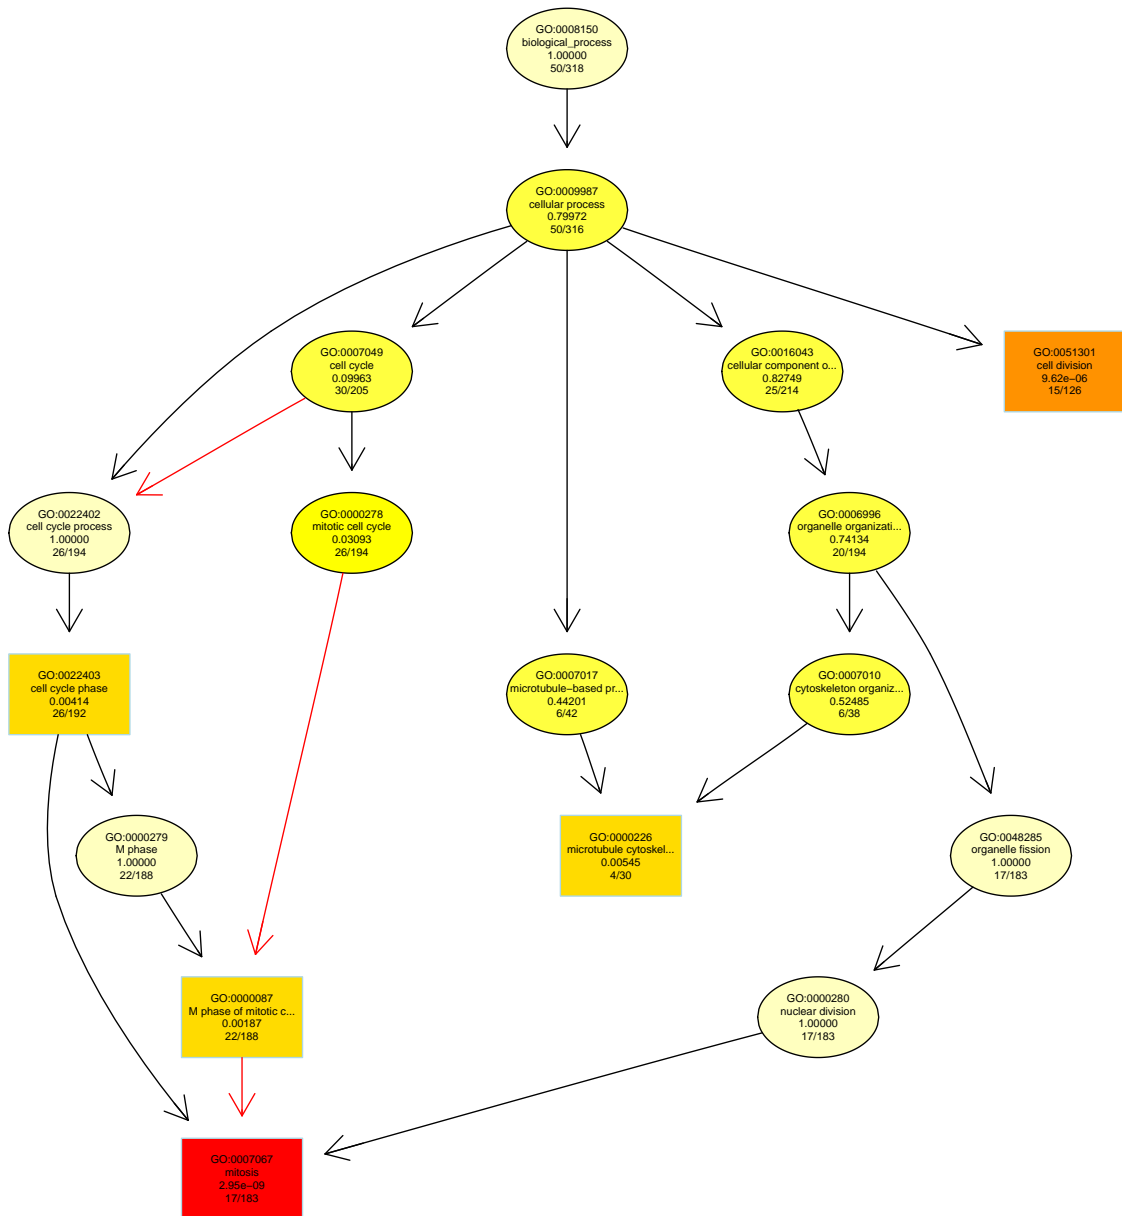 GO:0008150
biological_process
1.00000
50/318
GO:0009987
cellular process
0.79972
50/316
GO:0007049
cell cycle
0.09963
30/205
GO:0016043
cellular component o...
0.82749
25/214
GO:0051301
cell division
9.62e−06
15/126
GO:0022402
cell cycle process
1.00000
26/194
GO:0000278
mitotic cell cycle
0.03093
26/194
GO:0006996
organelle organizati...
0.74134
20/194
GO:0022403
cell cycle phase
0.00414
26/192
GO:0007017
microtubule−based pr...
0.44201
6/42
GO:0007010
cytoskeleton organiz...
0.52485
6/38
GO:0000279
M phase
1.00000
22/188
GO:0000226
microtubule cytoskel...
0.00545
4/30
GO:0048285
organelle fission
1.00000
17/183
GO:0000087
M phase of mitotic c...
0.00187
22/188
GO:0000280
nuclear division
1.00000
17/183
GO:0007067
mitosis
2.95e−09
17/183